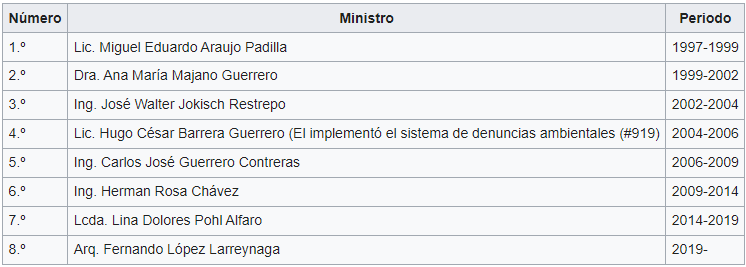 Número Ministro Periodo
1.º Lic. Miguel Eduardo Araujo Padilla 1997-1999
2.º Dra. Ana María Majano Guerrero 1999-2002
3.º Ing. José Walter Jokisch Restrepo 2002-2004
4.º Lic. Hugo César Barrera Guerrero (El implementó el sistema de denuncias ambientales (#919) 2004-2006
5.º Ing. Carlos José Guerrero Contreras 2006-2009
6.º Ing. Herman Rosa Chávez 2009-2014
7.º Lcda. Lina Dolores Pohl Alfaro 2014-2019
8.º Arq. Fernando López Larreynaga 2019-